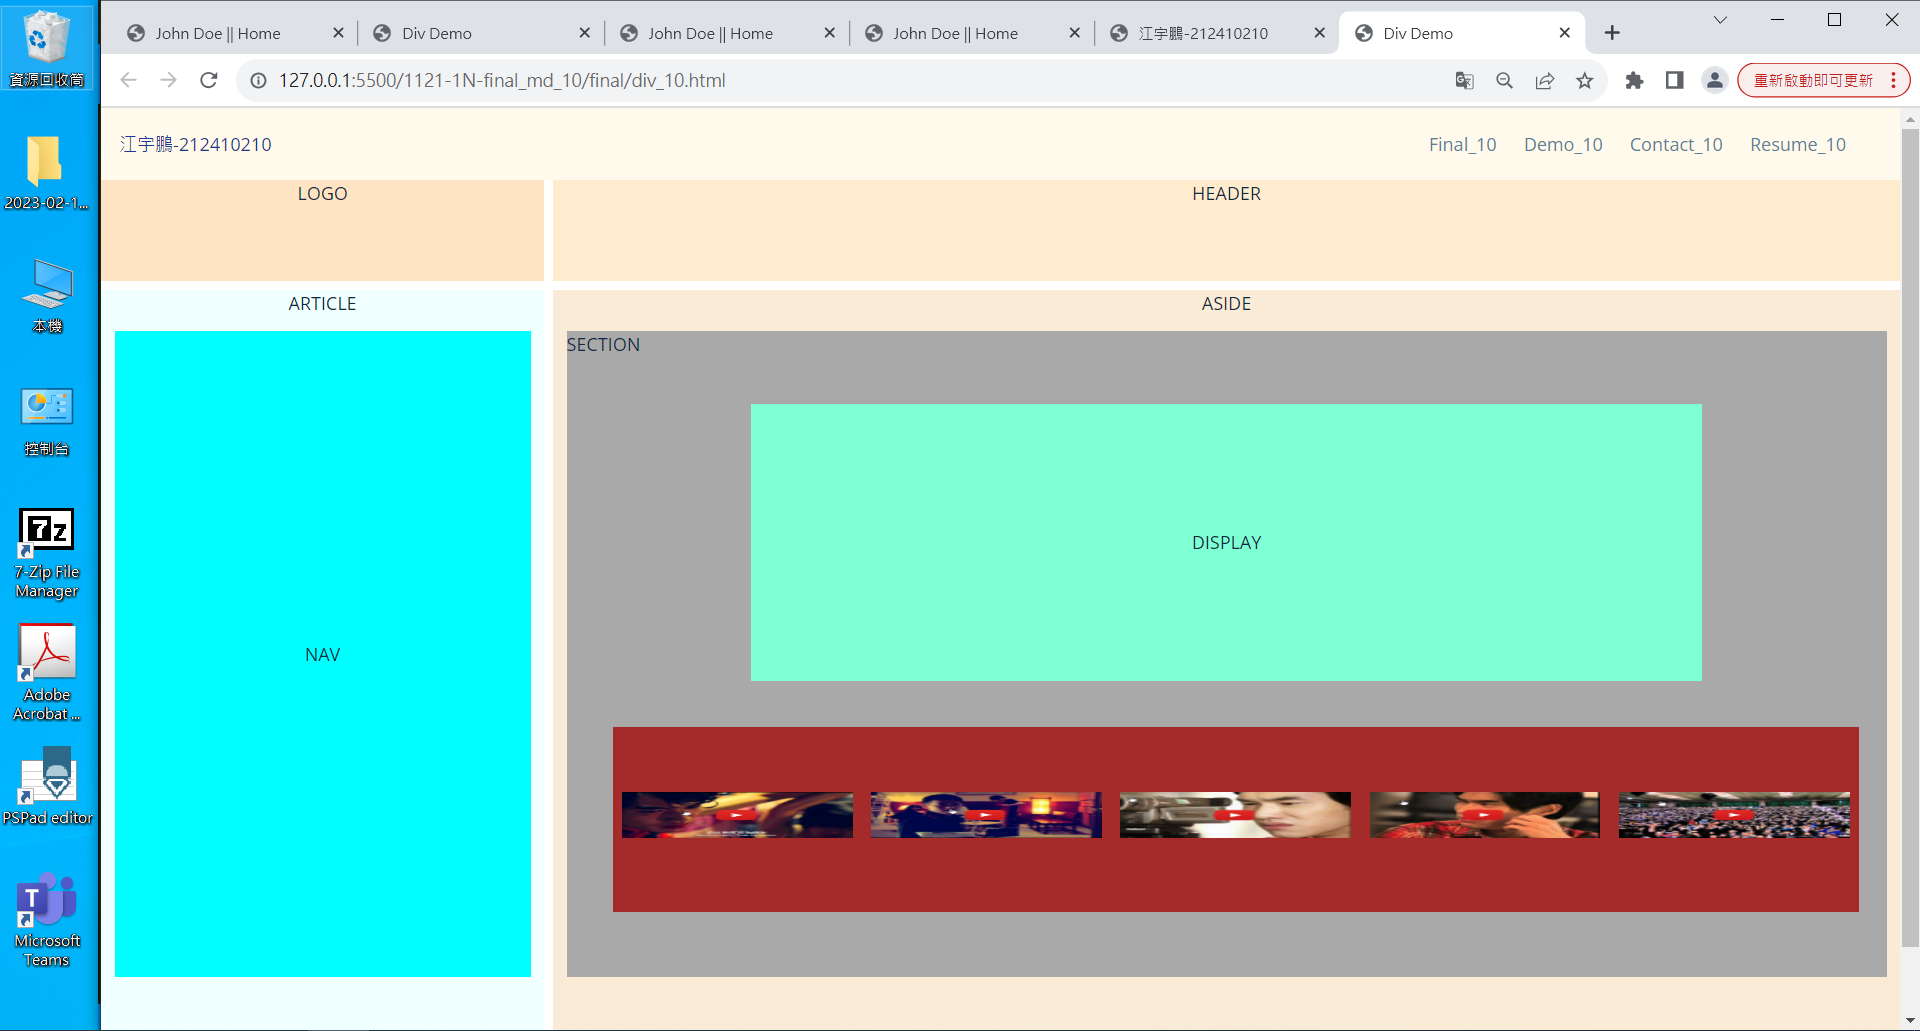 資源回收筒
2023-02-1...
本機
控制台
7-Zip File
Manager
Adobe
Acrobat ...
PSPad editor
Microsoft
Teams
John Doe || Home
Div Demo
John Doe || Home
John Doe || Home
江宇鵬-212410210
Div Demo
127.0.0.1:5500/1121-1N-final_md_10/final/div_10.html
重新啟動即可更新
江宇鵬-212410210
Final_10
Demo_10
Contact_10
Resume_10
LOGO
HEADER
ARTICLE
ASIDE
SECTION
DISPLAY
NAV